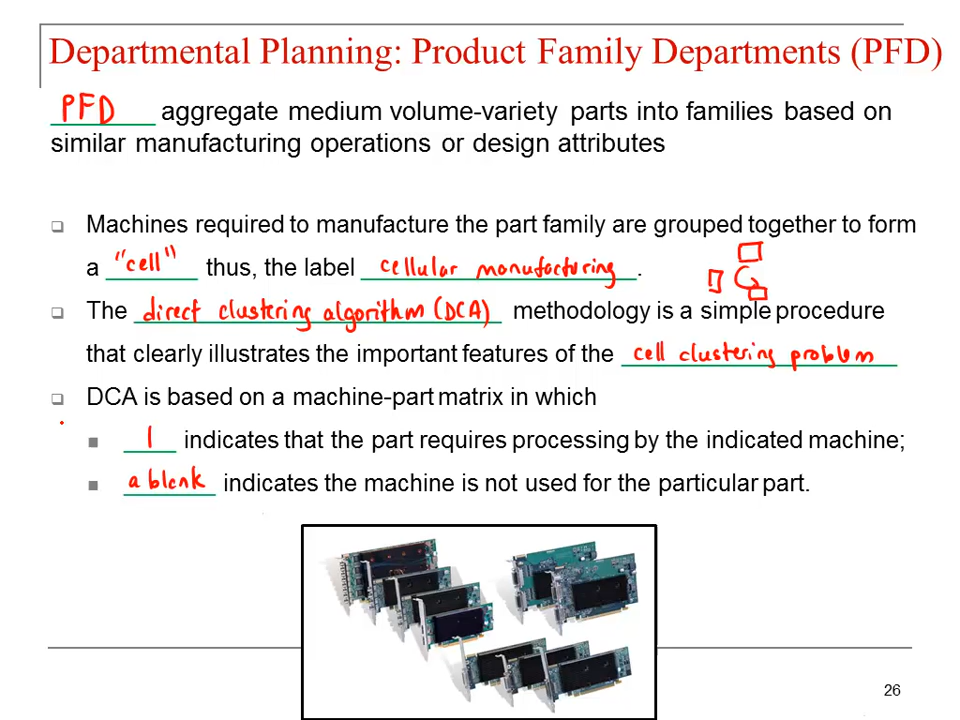 Departmental Planning: Product Family Departments (PFD)
PFD aggregate medium volume-variety parts into families based on
similar manufacturing operations or design attributes
Machines required to manufacture the part family are grouped together to form
a "cell" thus, the label cellular manufacturing.
The direct clustering algorithm (DCA) methodology is a simple procedure
that clearly illustrates the important features of the cell clustering problem
DCA is based on a machine-part matrix in which
1 indicates that the part requires processing by the indicated machine;
a blank indicates the machine is not used for the particular part.
26